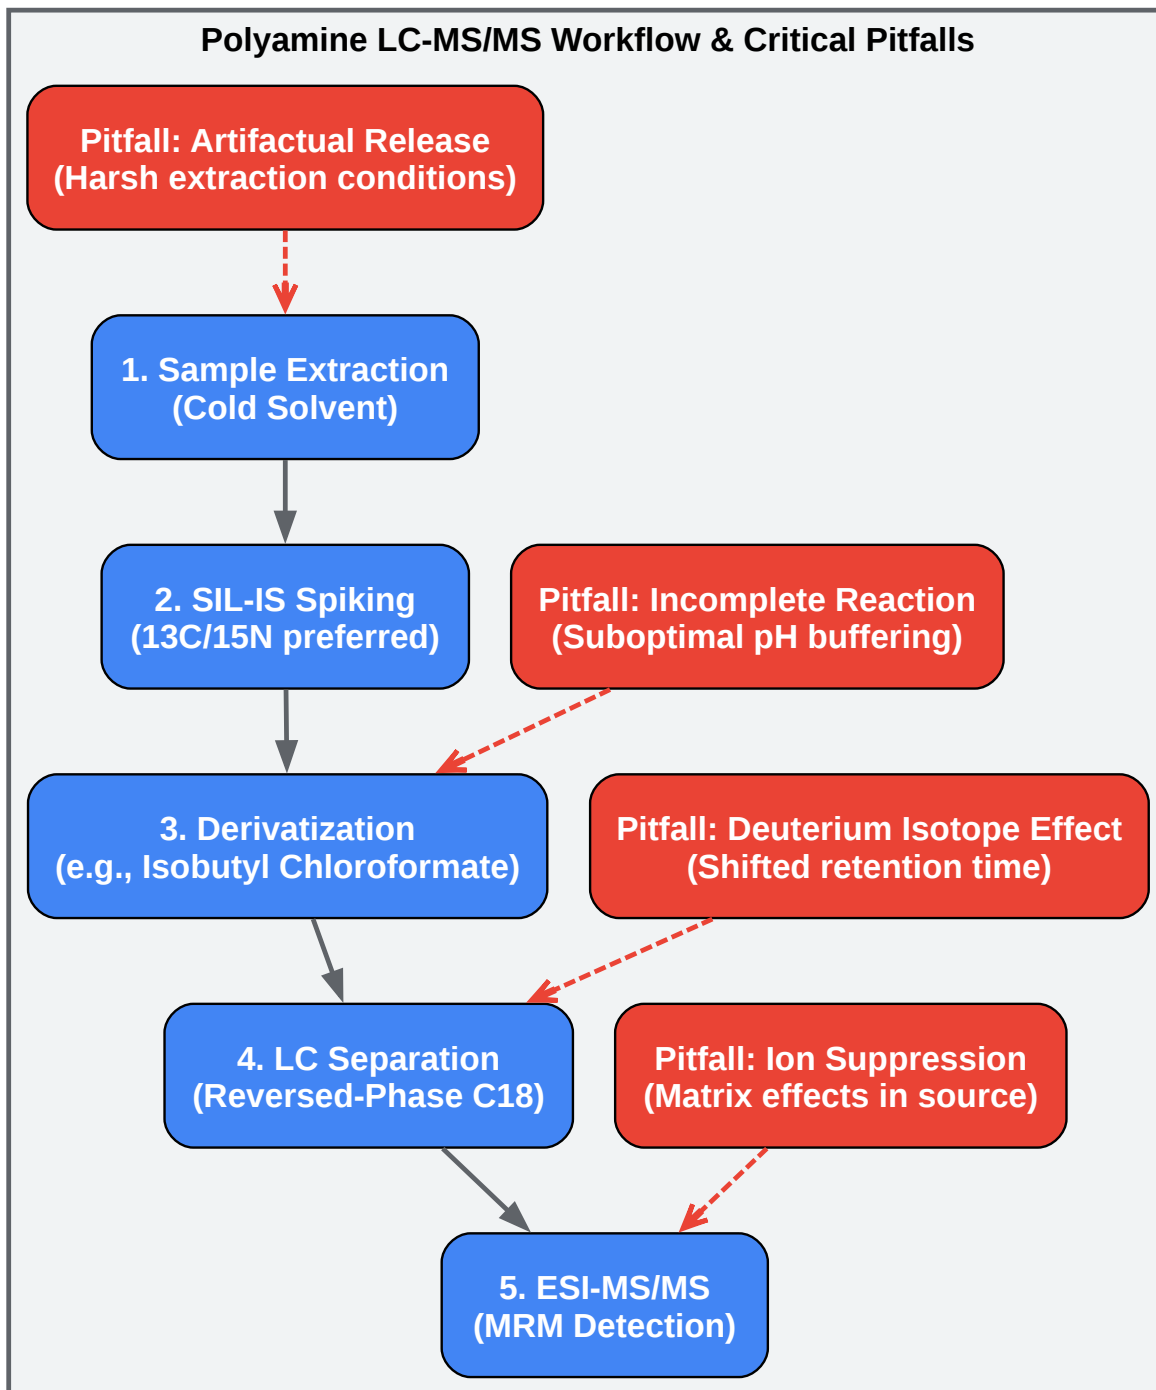 Polyamine LC-MS/MS Workflow & Critical Pitfalls
Pitfall: Artifactual Release
(Harsh extraction conditions)
1. Sample Extraction
(Cold Solvent)
2. SIL-IS Spiking
(13C/15N preferred)
Pitfall: Incomplete Reaction
(Suboptimal pH buffering)
3. Derivatization
(e.g., Isobutyl Chloroformate)
Pitfall: Deuterium Isotope Effect
(Shifted retention time)
4. LC Separation
(Reversed-Phase C18)
Pitfall: Ion Suppression
(Matrix effects in source)
5. ESI-MS/MS
(MRM Detection)